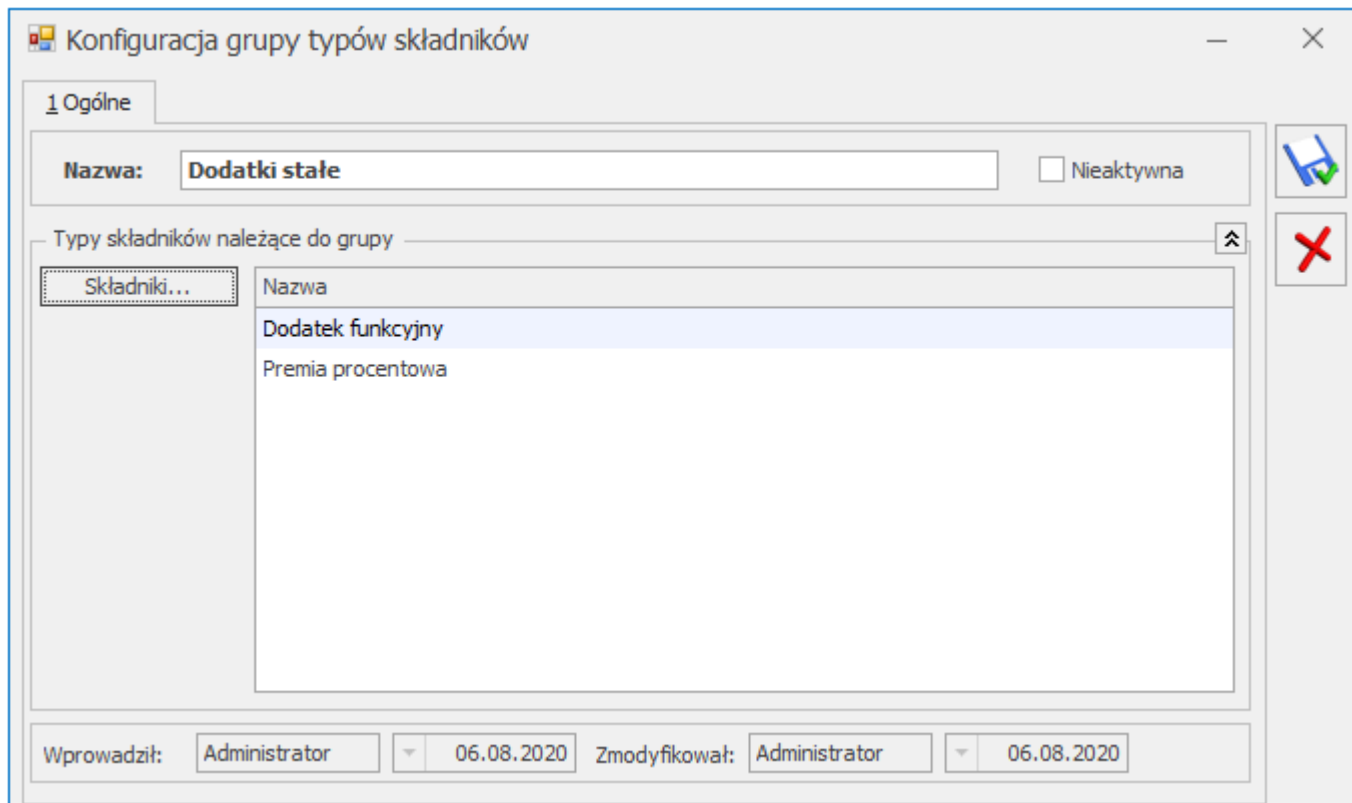 Konfiguracja grupy typów składników
1 Ogólne
Nazwa: Dodatki stałe Nieaktywna
Typy składników należące do grupy
Składniki... Nazwa
Dodatek funkcyjny
Premia procentowa
Wprowadził: Administrator 06.08.2020 Zmodyfikował: Administrator 06.08.2020